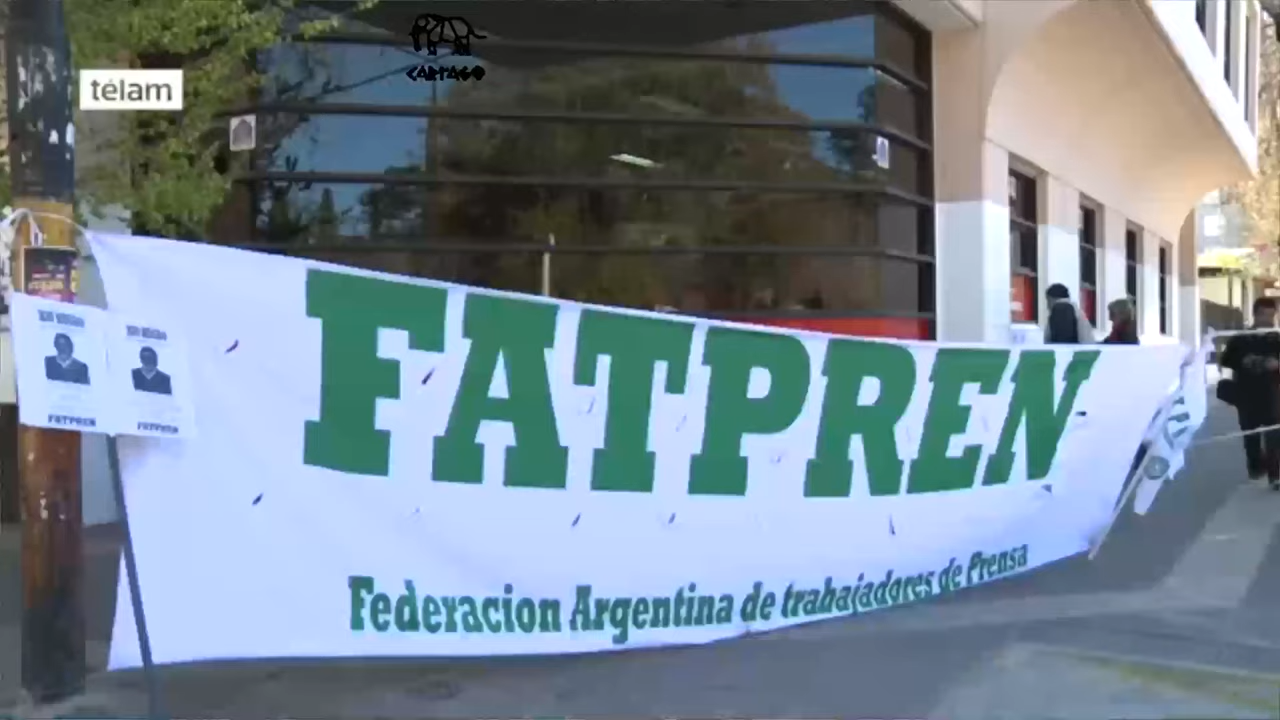 CARTAGO
télam
FATPREN
FATPREN
FATPREN
Federacion Argentina de trabajadores de Prensa